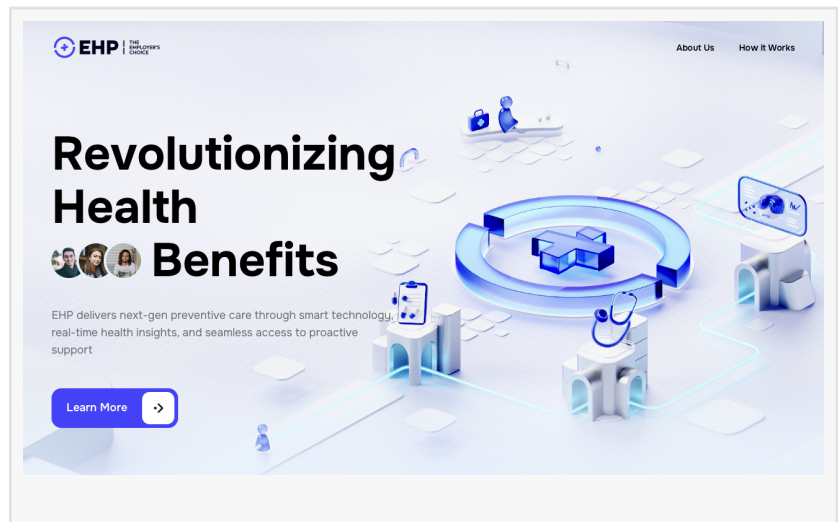 EHP
THE
EMPLOYER'S
CHOICE
About Us
How it Works
Revolutionizing
Health
Benefits
EHP delivers next-gen preventive care through smart technology,
real-time health insights, and seamless access to proactive
support
Learn More